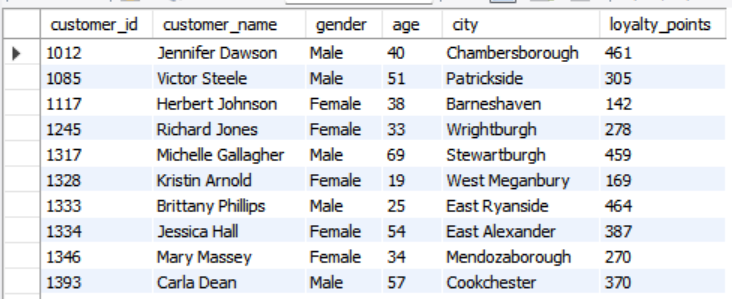 customer_id customer_name gender age city loyalty_points
1012 Jennifer Dawson Male 40 Chambersborough 461
1085 Victor Steele Male 51 Patrickside 305
1117 Herbert Johnson Female 38 Barneshaven 142
1245 Richard Jones Female 33 Wrightburgh 278
1317 Michelle Gallagher Male 69 Stewartburgh 459
1328 Kristin Arnold Female 19 West Meganbury 169
1333 Brittany Phillips Male 25 East Ryanside 464
1334 Jessica Hall Female 54 East Alexander 387
1346 Mary Massey Female 34 Mendozaborough 270
1393 Carla Dean Male 57 Cookchester 370